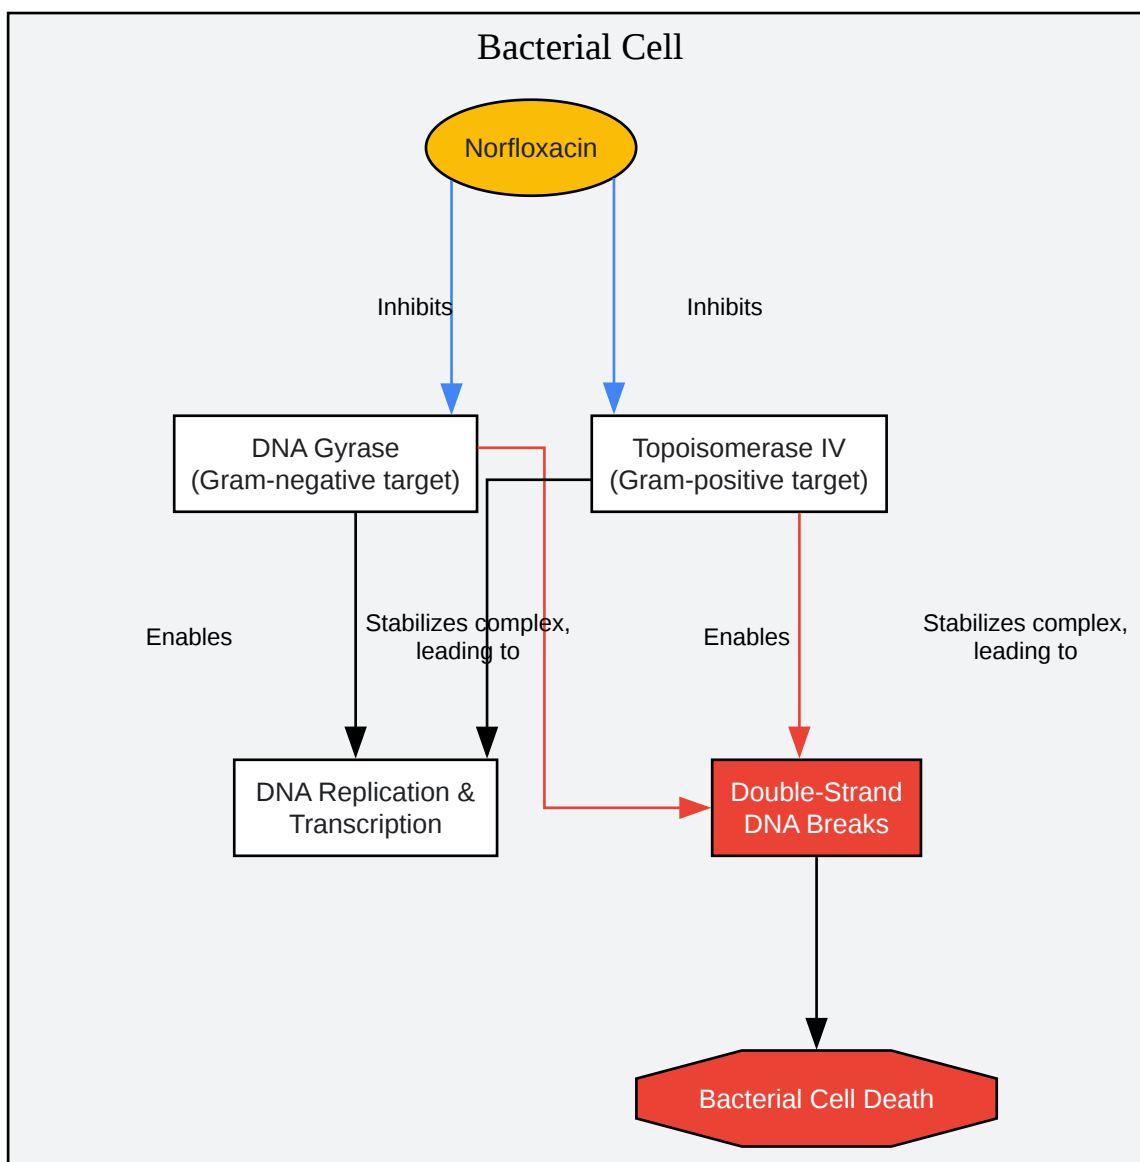 Bacterial Cell
Norfloxacin
Inhibits
Inhibits
DNA Gyrase
(Gram-negative target)
Topoisomerase IV
(Gram-positive target)
Enables
Stabilizes complex,
leading to
Enables
Stabilizes complex,
leading to
DNA Replication &
Transcription
Double-Strand
DNA Breaks
Bacterial Cell Death